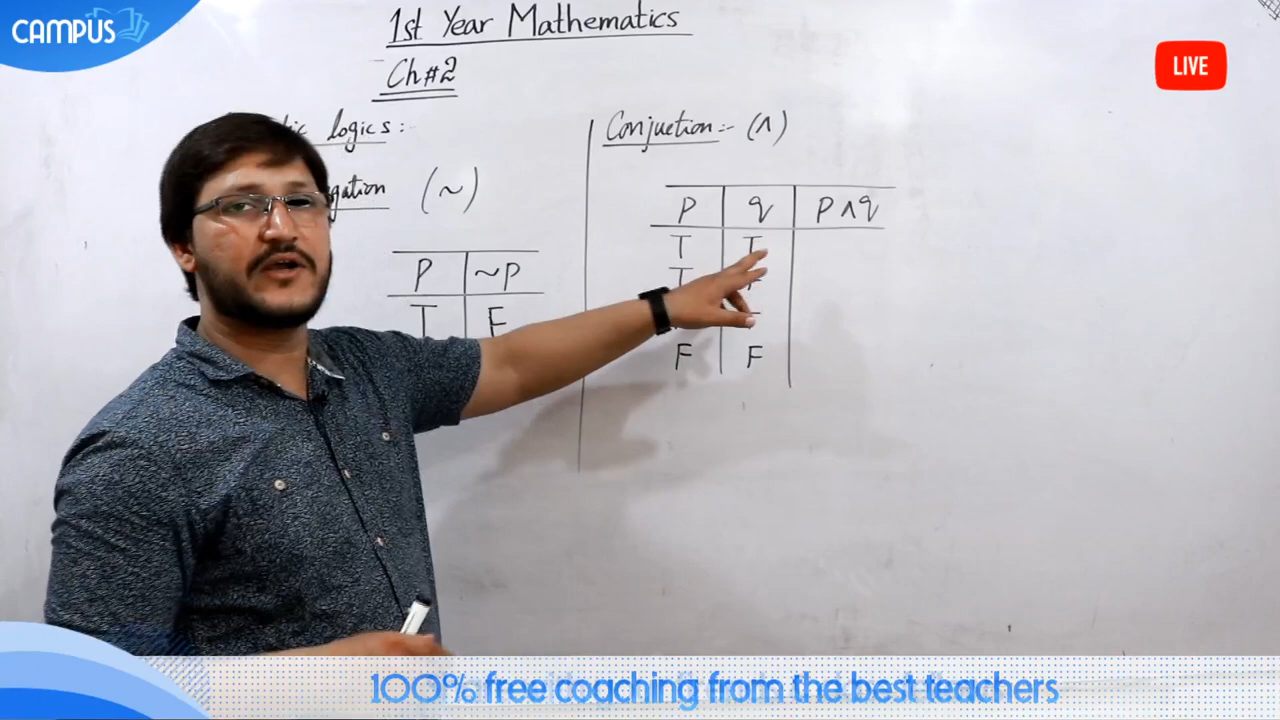 CAMPUS
LIVE
1st Year Mathematics
Ch#2
logics:
(~)
P ~P
T F
Conjuction:- (∧)
P q P∧q
T T
T F
F F
100% free coaching from the best teachers